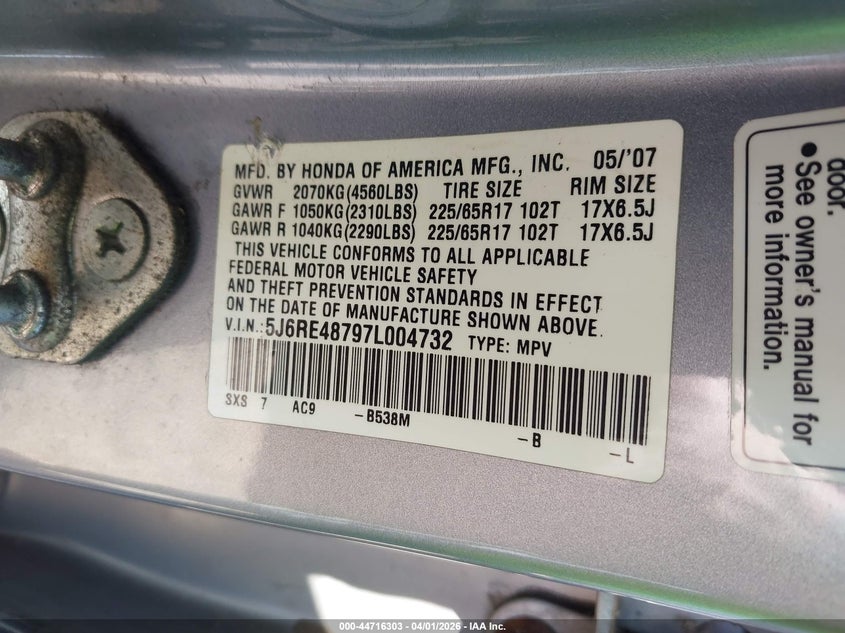 MFD. BY HONDA OF AMERICA MFG., INC. 05/'07
GVWR 2070KG(4560LBS) TIRE SIZE RIM SIZE
GAWR F 1050KG(2310LBS) 225/65R17 102T 17X6.5J
GAWR R 1040KG(2290LBS) 225/65R17 102T 17X6.5J
THIS VEHICLE CONFORMS TO ALL APPLICABLE
FEDERAL MOTOR VEHICLE SAFETY
AND THEFT PREVENTION STANDARDS IN EFFECT
ON THE DATE OF MANUFACTURE SHOWN ABOVE.
V.I.N.: 5J6RE48797L004732 TYPE: MPV
SXS 7 AC9 -B538M -B -L
door.
● See owner's manual for
more information.
000-44716303 | 04/01/2026 | IAA Inc.